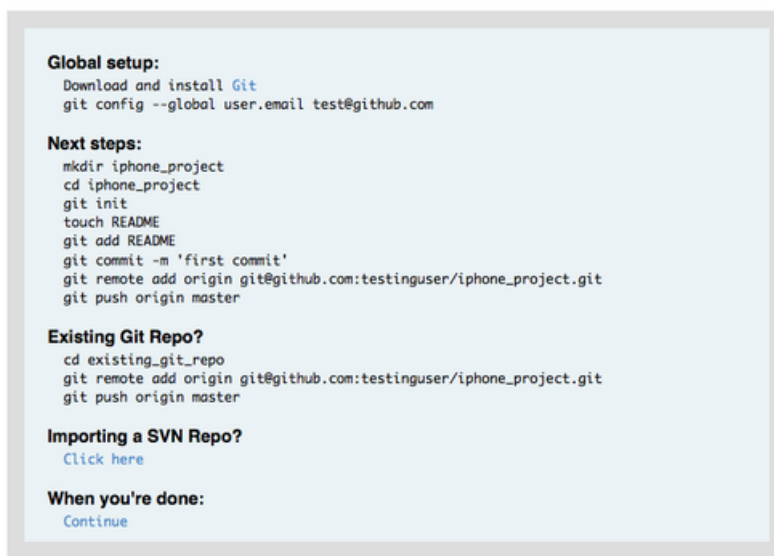 Global setup:
Download and install Git
git config --global user.email test@github.com
Next steps:
mkdir iphone_project
cd iphone_project
git init
touch README
git add README
git commit -m 'first commit'
git remote add origin git@github.com:testinguser/iphone_project.git
git push origin master
Existing Git Repo?
cd existing_git_repo
git remote add origin git@github.com:testinguser/iphone_project.git
git push origin master
Importing a SVN Repo?
Click here
When you're done:
Continue